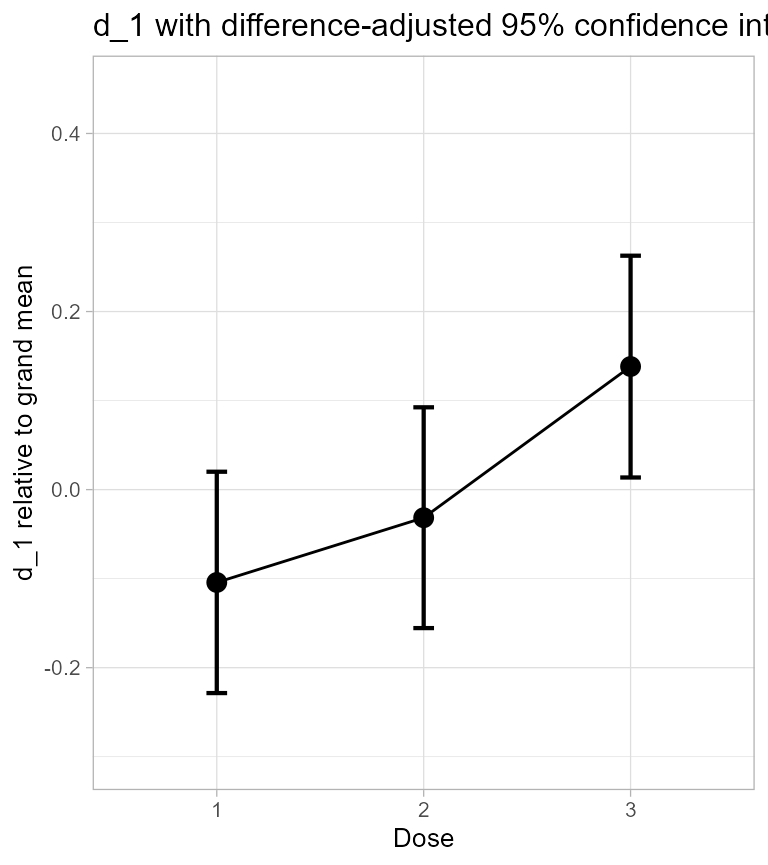 d_1 with difference-adjusted 95% confidence
0.4
0.2
0.0
-0.2
d_1 relative to grand mean
1 2 3
Dose